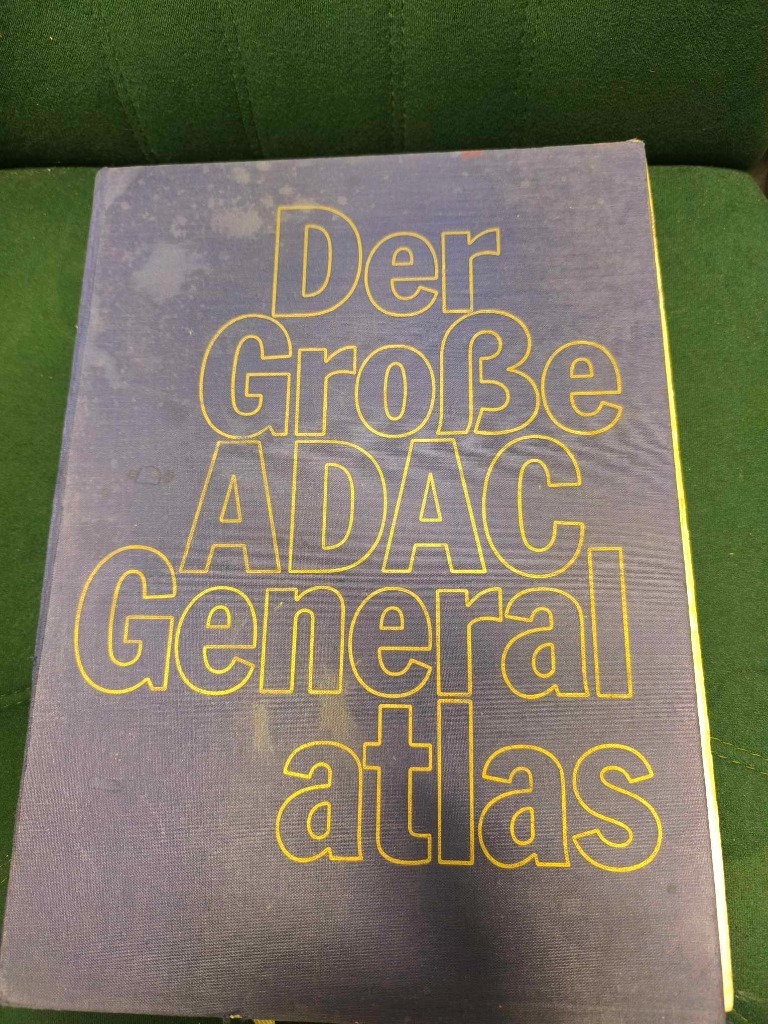 Der
Große
ADAC
General
atlas